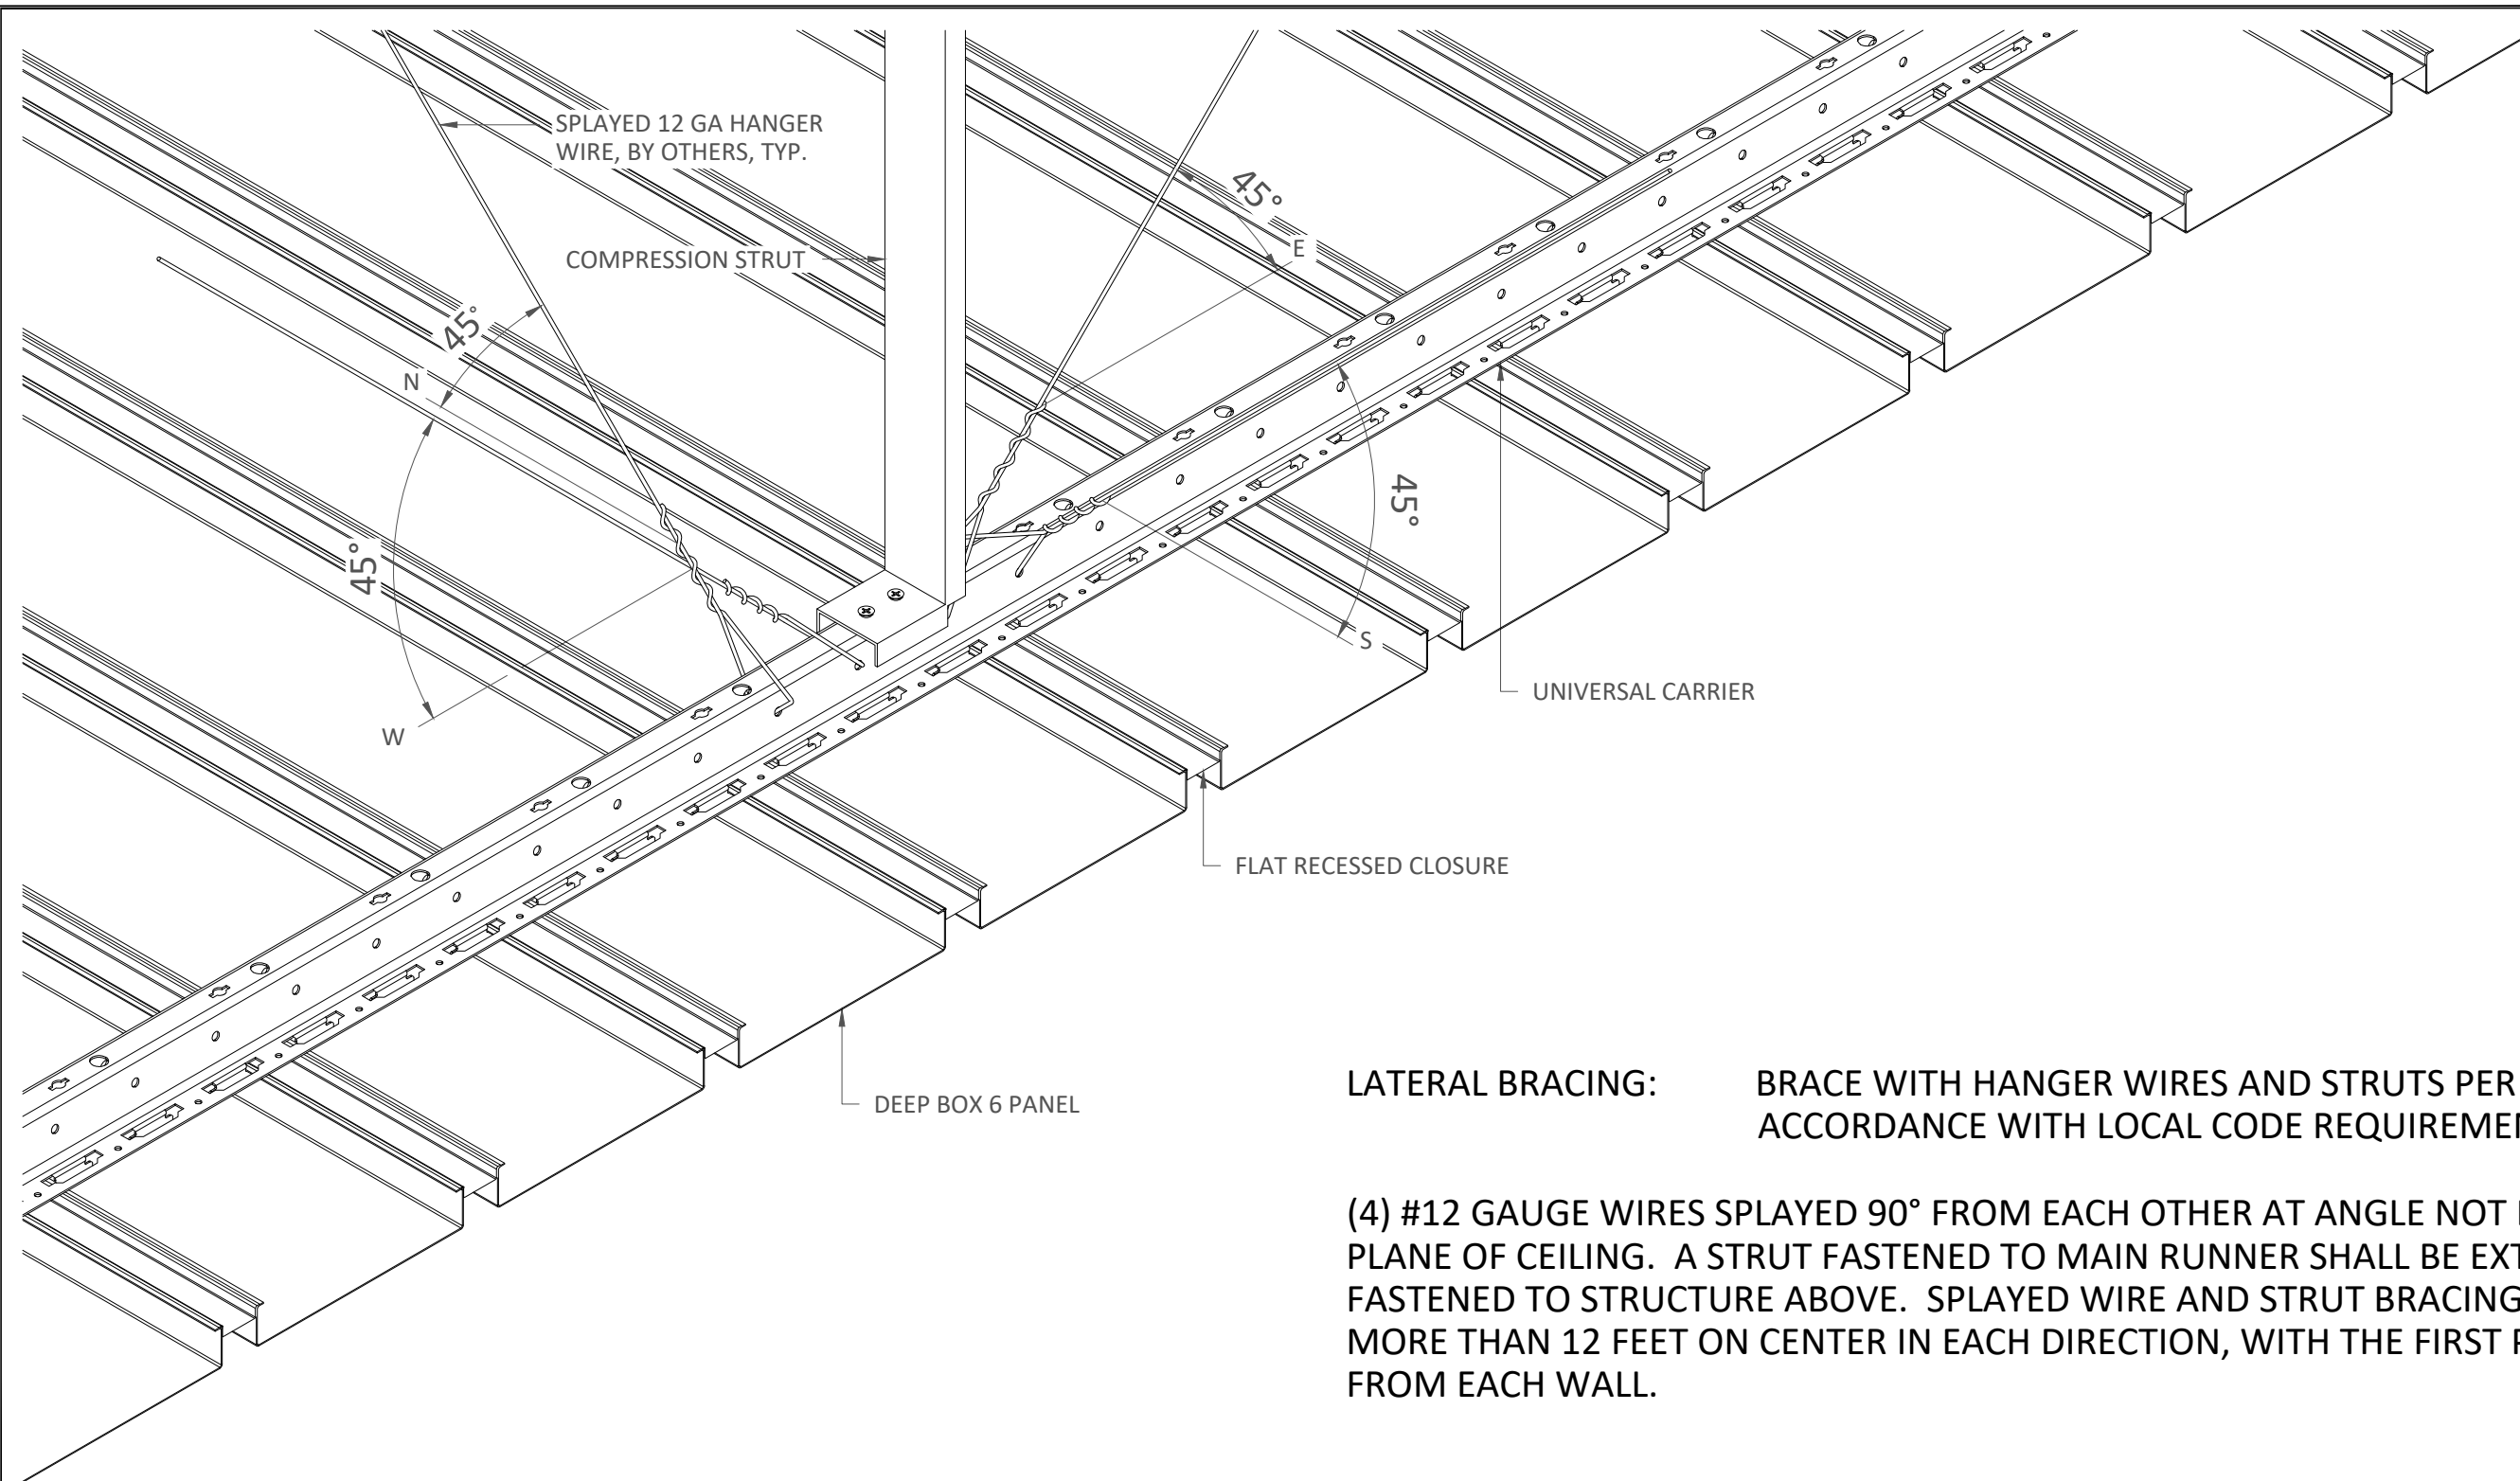 SPLAYED 12 GA HANGER
WIRE, BY OTHERS, TYP.
45°
E
COMPRESSION STRUT
45°
N
45°
45°
S
W
UNIVERSAL CARRIER
FLAT RECESSED CLOSURE
DEEP BOX 6 PANEL
LATERAL BRACING: BRACE WITH HANGER WIRES AND STRUTS PER
ACCORDANCE WITH LOCAL CODE
(4) #12 GAUGE WIRES SPLAYED 90° FROM EACH OTHER AT ANGLE NOT
PLANE OF CEILING. A STRUT FASTENED TO MAIN RUNNER SHALL BE
FASTENED TO STRUCTURE ABOVE. SPLAYED WIRE AND STRUT BRACING
MORE THAN 12 FEET ON CENTER IN EACH DIRECTION, WITH THE FIRST
FROM EACH WALL.